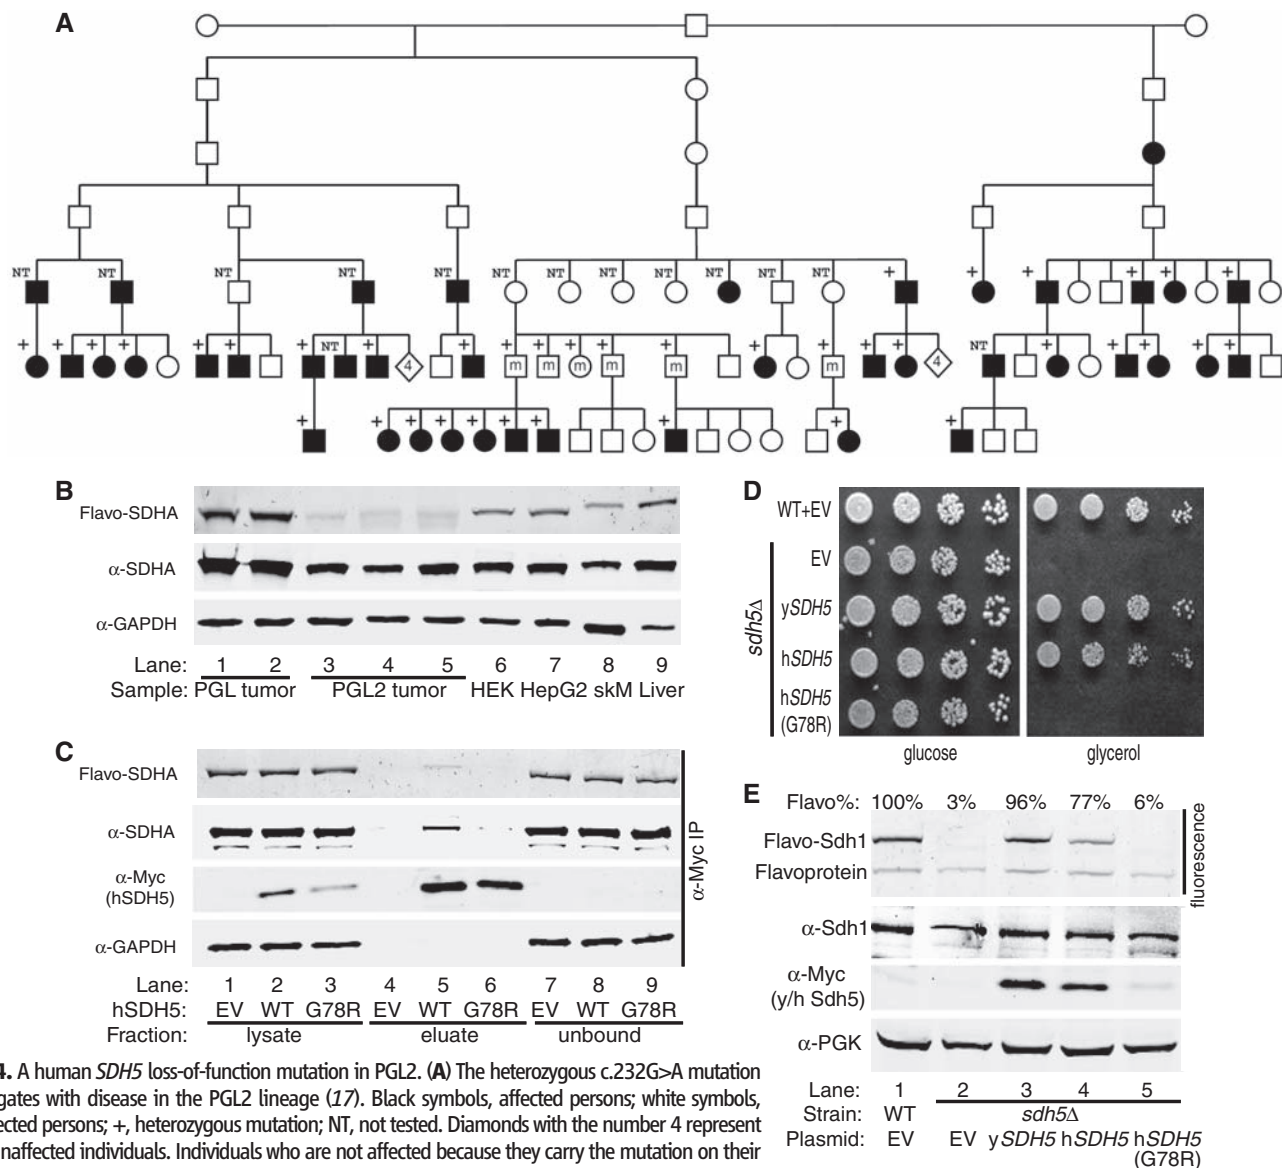 A
NT NT NT NT NT NT NT NT NT NT NT NT + + + + + +
+ + + + + + + NT + + 4 + + m + m + m + m + m + + m + + 4 NT + + + + +
+ + + + + + + + + +
B
Flavo-SDHA
α-SDHA
α-GAPDH
Lane: 1 2 3 4 5 6 7 8 9
Sample: PGL tumor PGL2 tumor HEK HepG2 skM Liver
C
Flavo-SDHA
α-SDHA
α-Myc
(hSDH5)
α-GAPDH
α-Myc IP
Lane: 1 2 3 4 5 6 7 8 9
hSDH5: EV WT G78R EV WT G78R EV WT G78R
Fraction: lysate eluate unbound
D
WT+EV
EV
ySDH5
hSDH5
hSDH5
(G78R)
sdh5Δ
glucose glycerol
E
Flavo%: 100% 3% 96% 77% 6%
Flavo-Sdh1
Flavoprotein
fluorescence
α-Sdh1
α-Myc
(y/h Sdh5)
α-PGK
Lane: 1 2 3 4 5
Strain: WT sdh5Δ
Plasmid: EV EV ySDH5 hSDH5 hSDH5
(G78R)
4. A human SDH5 loss-of-function mutation in PGL2. (A) The heterozygous c.232G>A mutation
gates with disease in the PGL2 lineage (17). Black symbols, affected persons; white symbols,
ected persons; +, heterozygous mutation; NT, not tested. Diamonds with the number 4 represent
naffected individuals. Individuals who are not affected because they carry the mutation on their